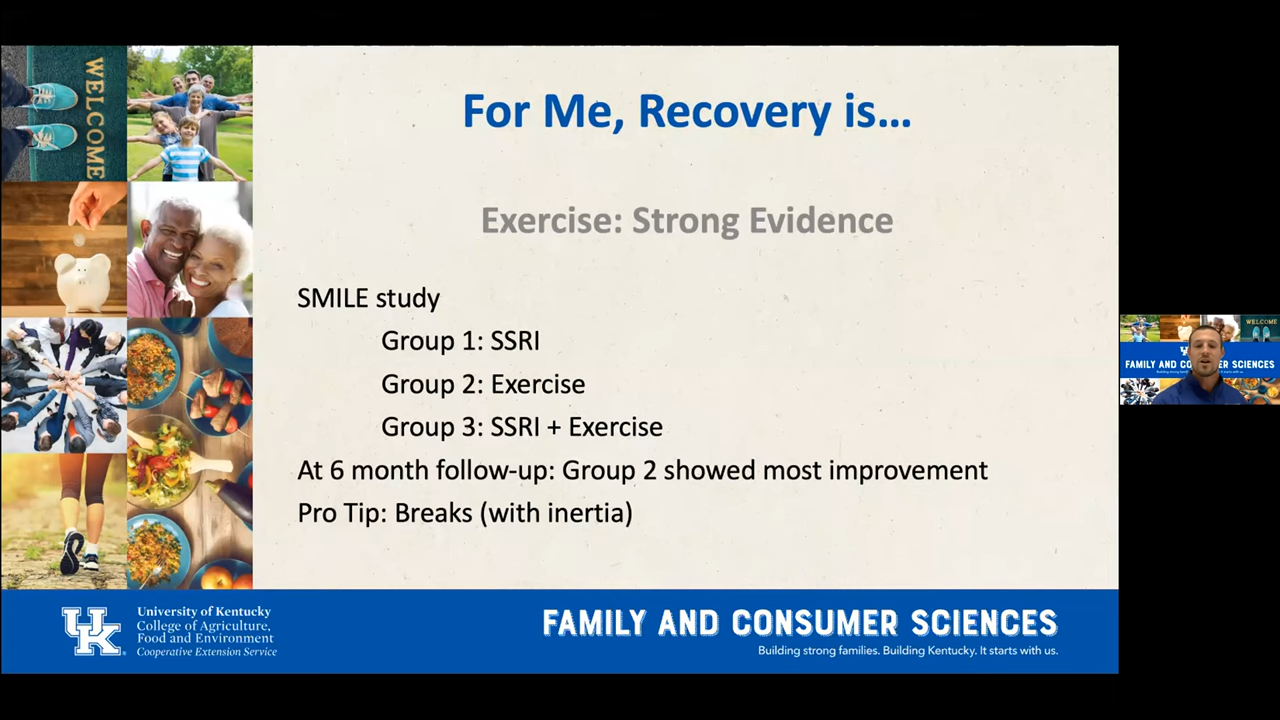 WELCOME
For Me, Recovery is…
Exercise: Strong Evidence
SMILE study
Group 1: SSRI
Group 2: Exercise
Group 3: SSRI + Exercise
At 6 month follow-up: Group 2 showed most improvement
Pro Tip: Breaks (with inertia)
UK
University of Kentucky
College of Agriculture,
Food and Environment
Cooperative Extension Service
FAMILY AND CONSUMER SCIENCES
Building strong families. Building Kentucky. It starts with us.
WELCOME
FAMILY AND CONSUMER SCIENCES